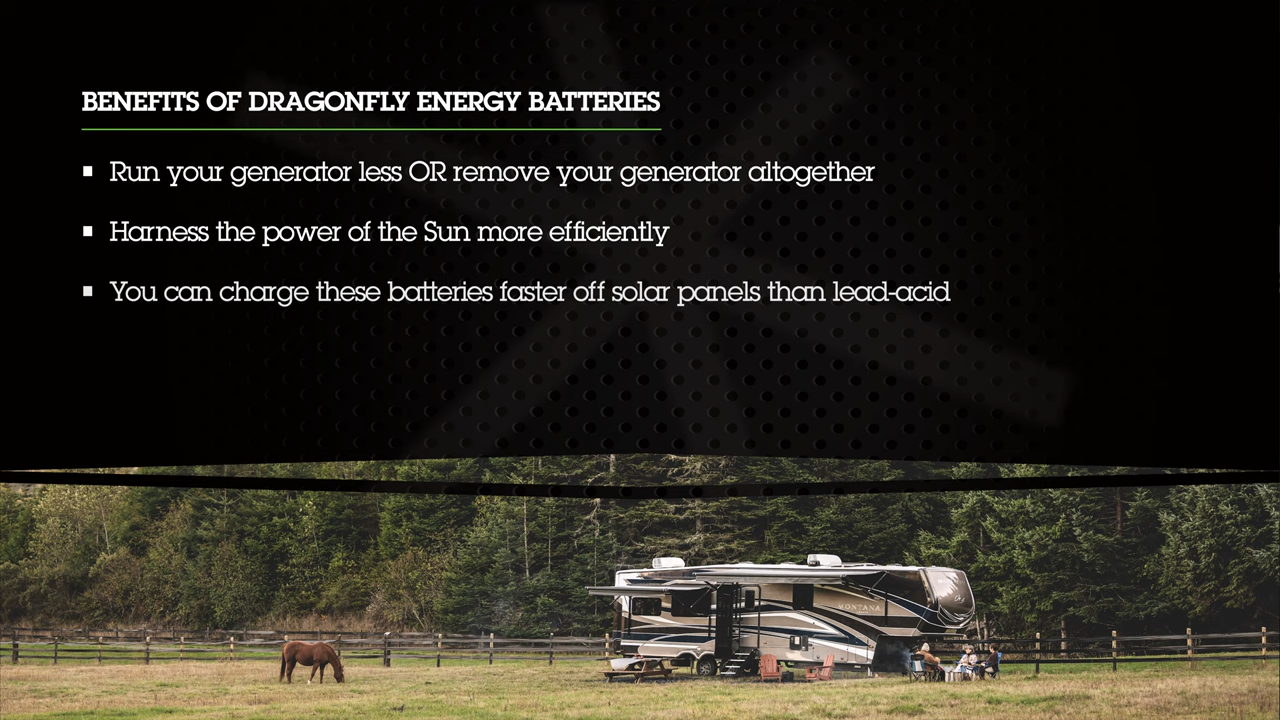 BENEFITS OF DRAGONFLY ENERGY BATTERIES
▪ Run your generator less OR remove your generator altogether
▪ Harness the power of the Sun more efficiently
▪ You can charge these batteries faster off solar panels than lead-acid
MONTANA